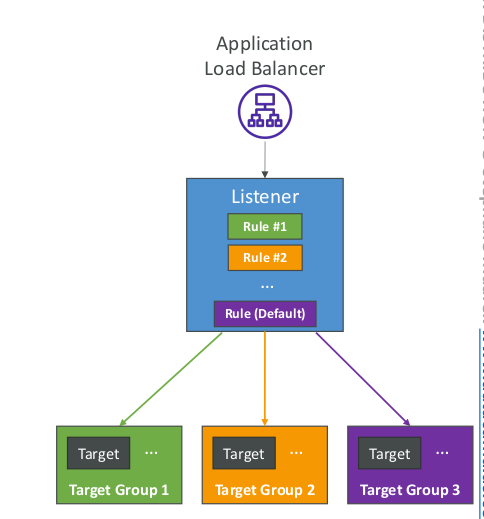 Application
Load Balancer
Listener
Rule #1
Rule #2
...
Rule (Default)
Target ...
Target Group 1
Target ...
Target Group 2
Target ...
Target Group 3